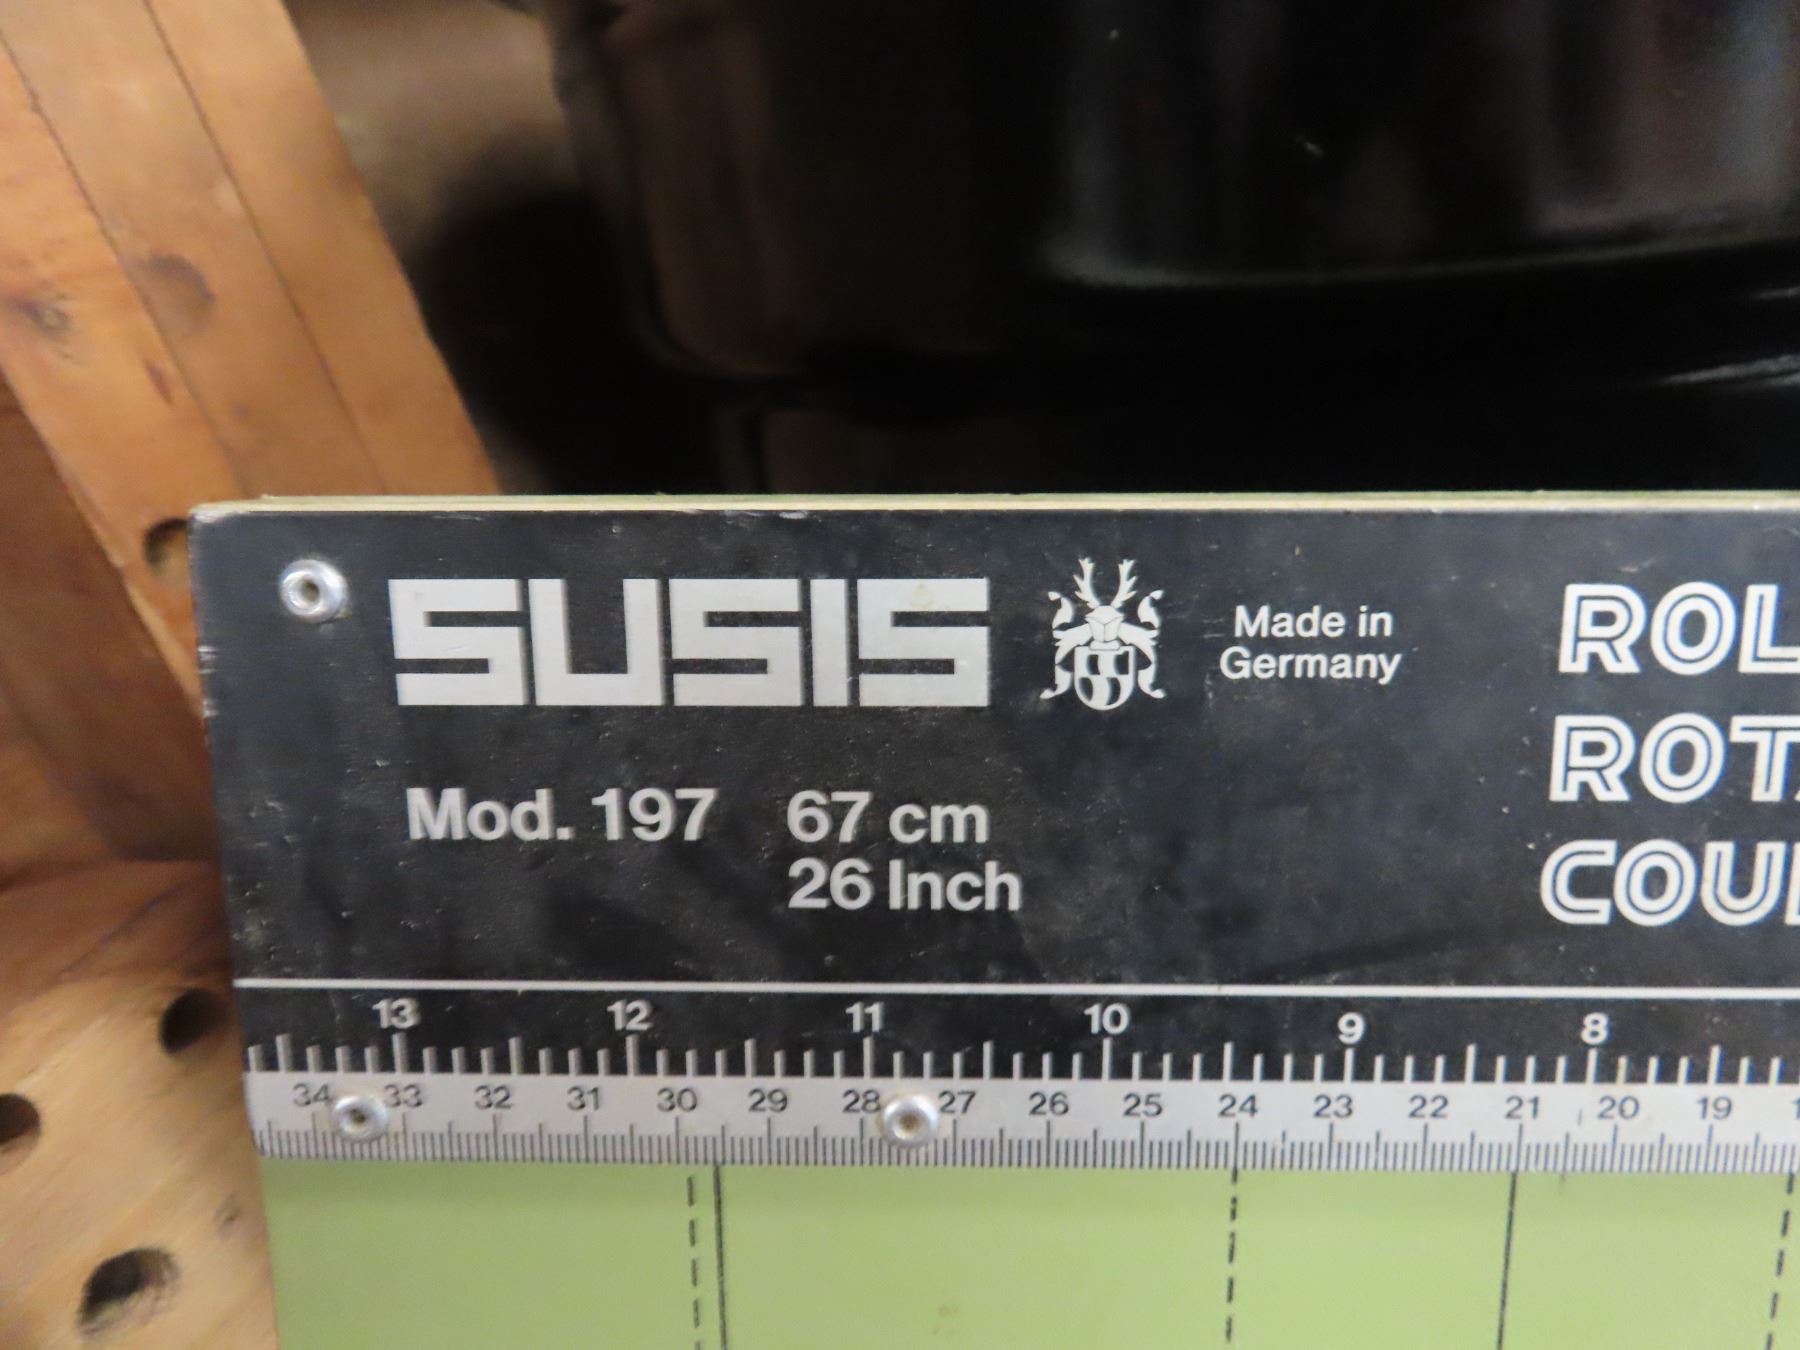 SUSIS
Made in
Germany
ROL
ROT
COU
Mod. 197 67 cm
26 Inch
13 12 11 10 9 8
34 33 32 31 30 29 28 27 26 25 24 23 22 21 20 19